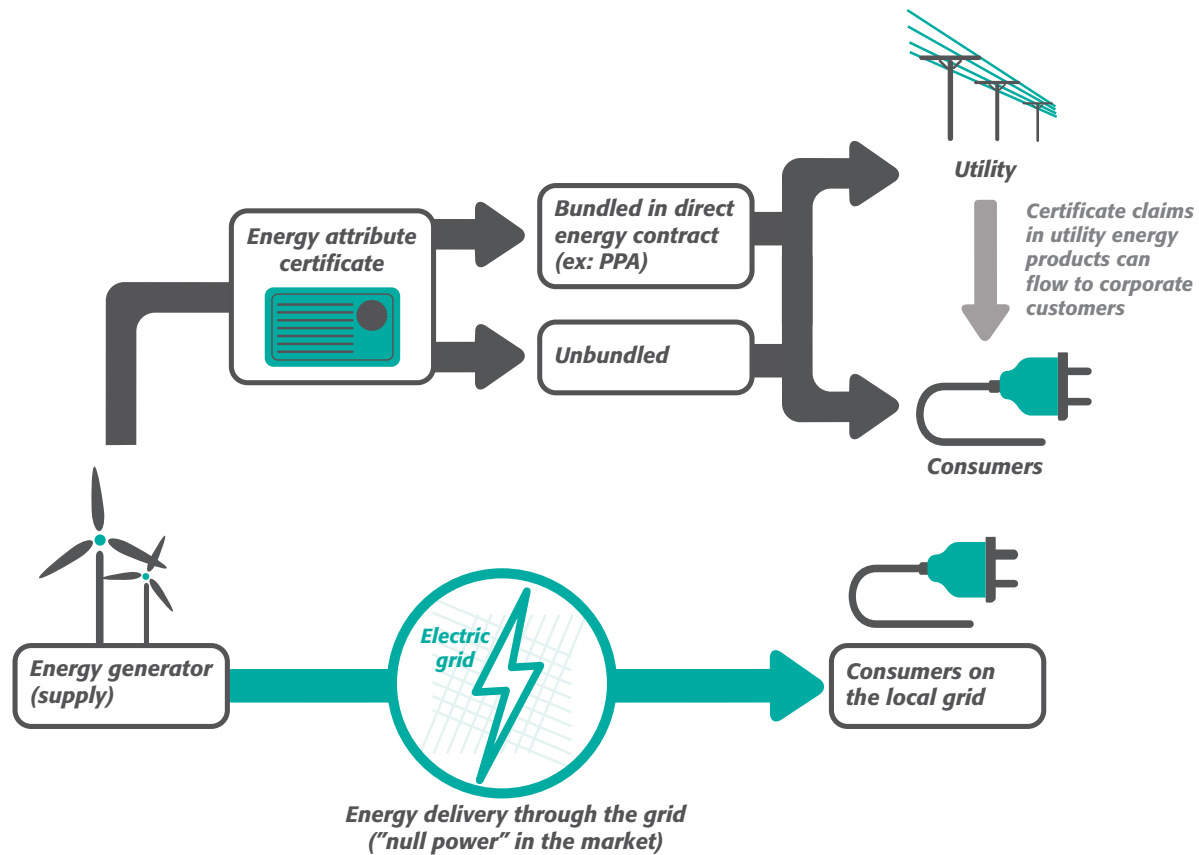 Utility
Certificate claims
in utility energy
products can
flow to corporate
customers
Energy attribute
certificate
Bundled in direct
energy contract
(ex: PPA)
Unbundled
Consumers
Energy generator
(supply)
Electric
grid
Consumers on
the local grid
Energy delivery through the grid
(”null power” in the market)